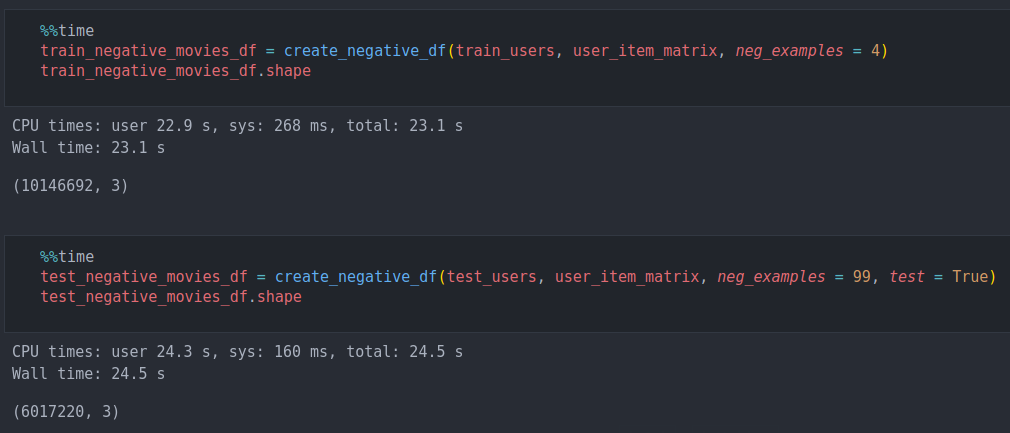 %%time
train_negative_movies_df = create_negative_df(train_users, user_item_matrix, neg_examples = 4)
train_negative_movies_df.shape
CPU times: user 22.9 s, sys: 268 ms, total: 23.1 s
Wall time: 23.1 s
(10146692, 3)
%%time
test_negative_movies_df = create_negative_df(test_users, user_item_matrix, neg_examples = 99, test = True)
test_negative_movies_df.shape
CPU times: user 24.3 s, sys: 160 ms, total: 24.5 s
Wall time: 24.5 s
(6017220, 3)